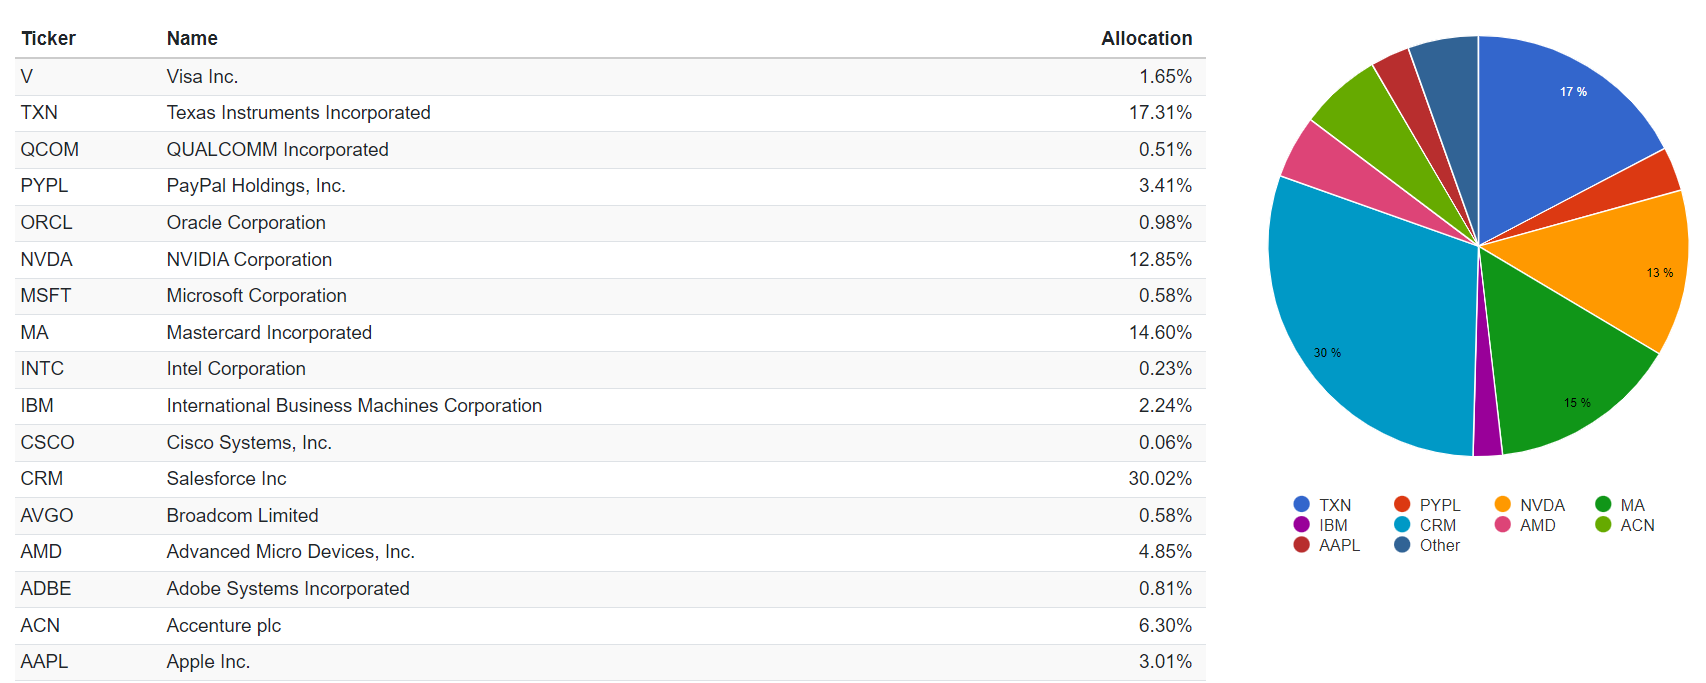 Ticker Name Allocation
V Visa Inc. 1.65%
TXN Texas Instruments Incorporated 17.31%
QCOM QUALCOMM Incorporated 0.51%
PYPL PayPal Holdings, Inc. 3.41%
ORCL Oracle Corporation 0.98%
NVDA NVIDIA Corporation 12.85%
MSFT Microsoft Corporation 0.58%
MA Mastercard Incorporated 14.60%
INTC Intel Corporation 0.23%
IBM International Business Machines Corporation 2.24%
CSCO Cisco Systems, Inc. 0.06%
CRM Salesforce Inc 30.02%
AVGO Broadcom Limited 0.58%
AMD Advanced Micro Devices, Inc. 4.85%
ADBE Adobe Systems Incorporated 0.81%
ACN Accenture plc 6.30%
AAPL Apple Inc. 3.01%
17 %
13 %
30 %
15 %
TXN PYPL NVDA MA
IBM CRM AMD ACN
AAPL Other